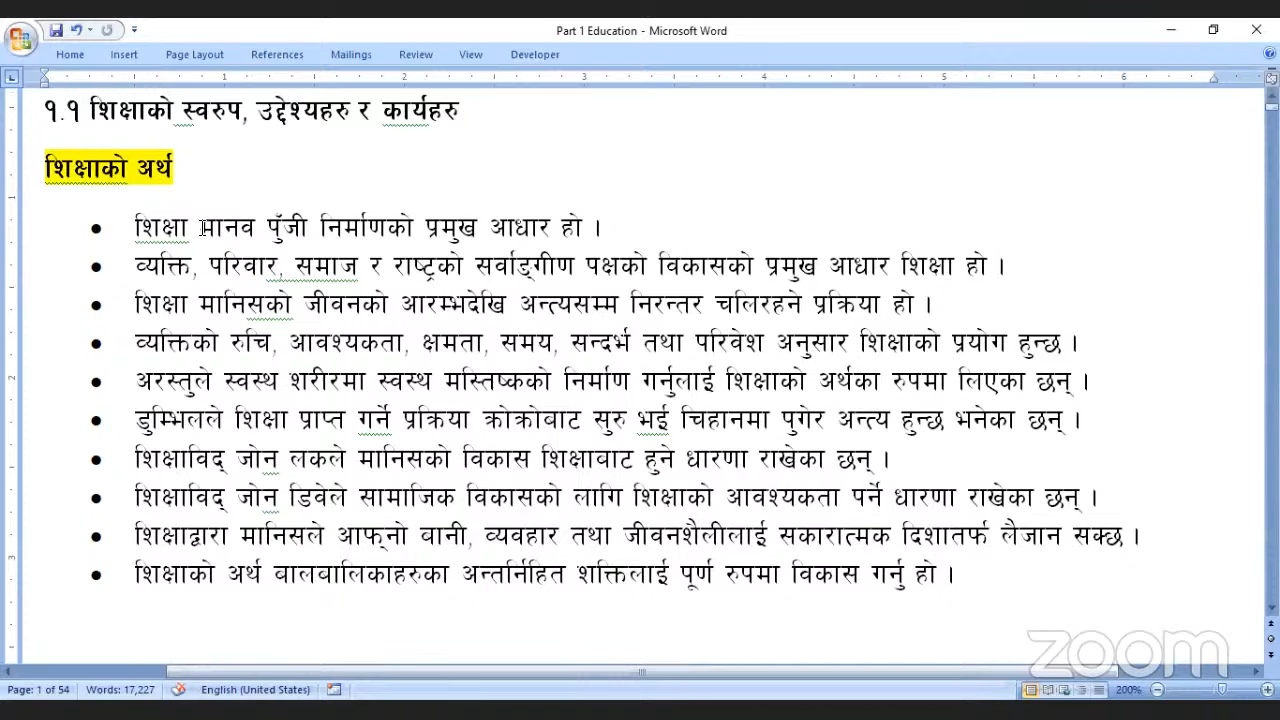 Part 1 Education - Microsoft Word
Home Insert Page Layout References Mailings Review View Developer
1 2 3 4 5 6
१.१ शिक्षाको स्वरुप, उद्देश्यहरु र कार्यहरु
शिक्षाको अर्थ
• शिक्षा मानव पुँजी निर्माणको प्रमुख आधार हो ।
• व्यक्ति, परिवार, समाज र राष्ट्रको सर्वाङ्गीण पक्षको विकासको प्रमुख आधार शिक्षा हो ।
• शिक्षा मानिसको जीवनको आरम्भदेखि अन्त्यसम्म निरन्तर चलिरहने प्रक्रिया हो ।
• व्यक्तिको रुचि, आवश्यकता, क्षमता, समय, सन्दर्भ तथा परिवेश अनुसार शिक्षाको प्रयोग हुन्छ ।
• अरस्तुले स्वस्थ शरीरमा स्वस्थ मस्तिष्कको निर्माण गर्नुलाई शिक्षाको अर्थका रुपमा लिएका छन् ।
• डुम्भिलले शिक्षा प्राप्त गर्ने प्रक्रिया क्रोक्रोबाट सुरु भई चिहानमा पुगेर अन्त्य हुन्छ भनेका छन् ।
• शिक्षाविद् जोन लकले मानिसको विकास शिक्षाबाट हुने धारणा राखेका छन् ।
• शिक्षाविद् जोन डिवेले सामाजिक विकासको लागि शिक्षाको आवश्यकता पर्ने धारणा राखेका छन् ।
• शिक्षाद्वारा मानिसले आफ्‌नो बानी, व्यवहार तथा जीवनशैलीलाई सकारात्मक दिशातर्फ लैजान सक्छ ।
• शिक्षाको अर्थ बालबालिकाहरुका अन्तर्निहित शक्तिलाई पूर्ण रुपमा विकास गर्नु हो ।
zoom
Page: 1 of 54 Words: 17,227 English (United States) 200%